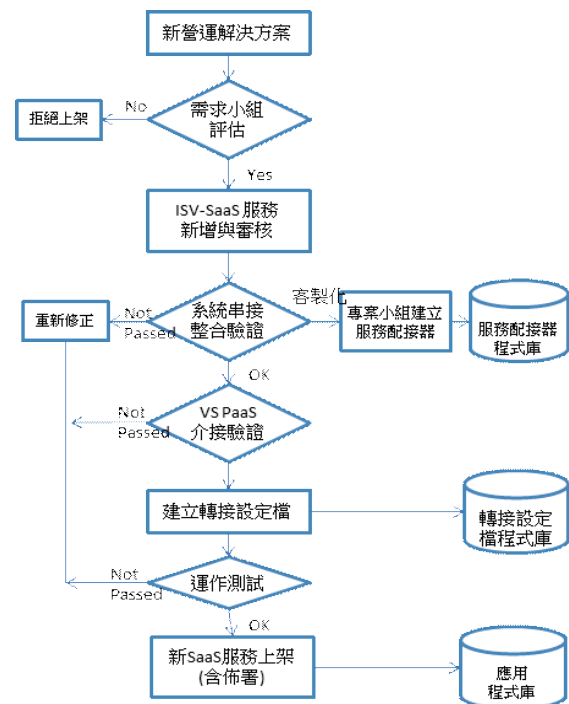 新營運解決方案
No
拒絕上架
需求小組
評估
Yes
ISV-SaaS 服務
新增與審核
客製化
重新修正
Not
Passed
系統串接
整合驗證
專案小組建立
服務配接器
服務配接器
程式庫
OK
Not
Passed
VS PaaS
介接驗證
建立轉接設定檔
轉接設定
檔程式庫
Not
Passed
運作測試
OK
新SaaS服務上架
(含佈署)
應用
程式庫